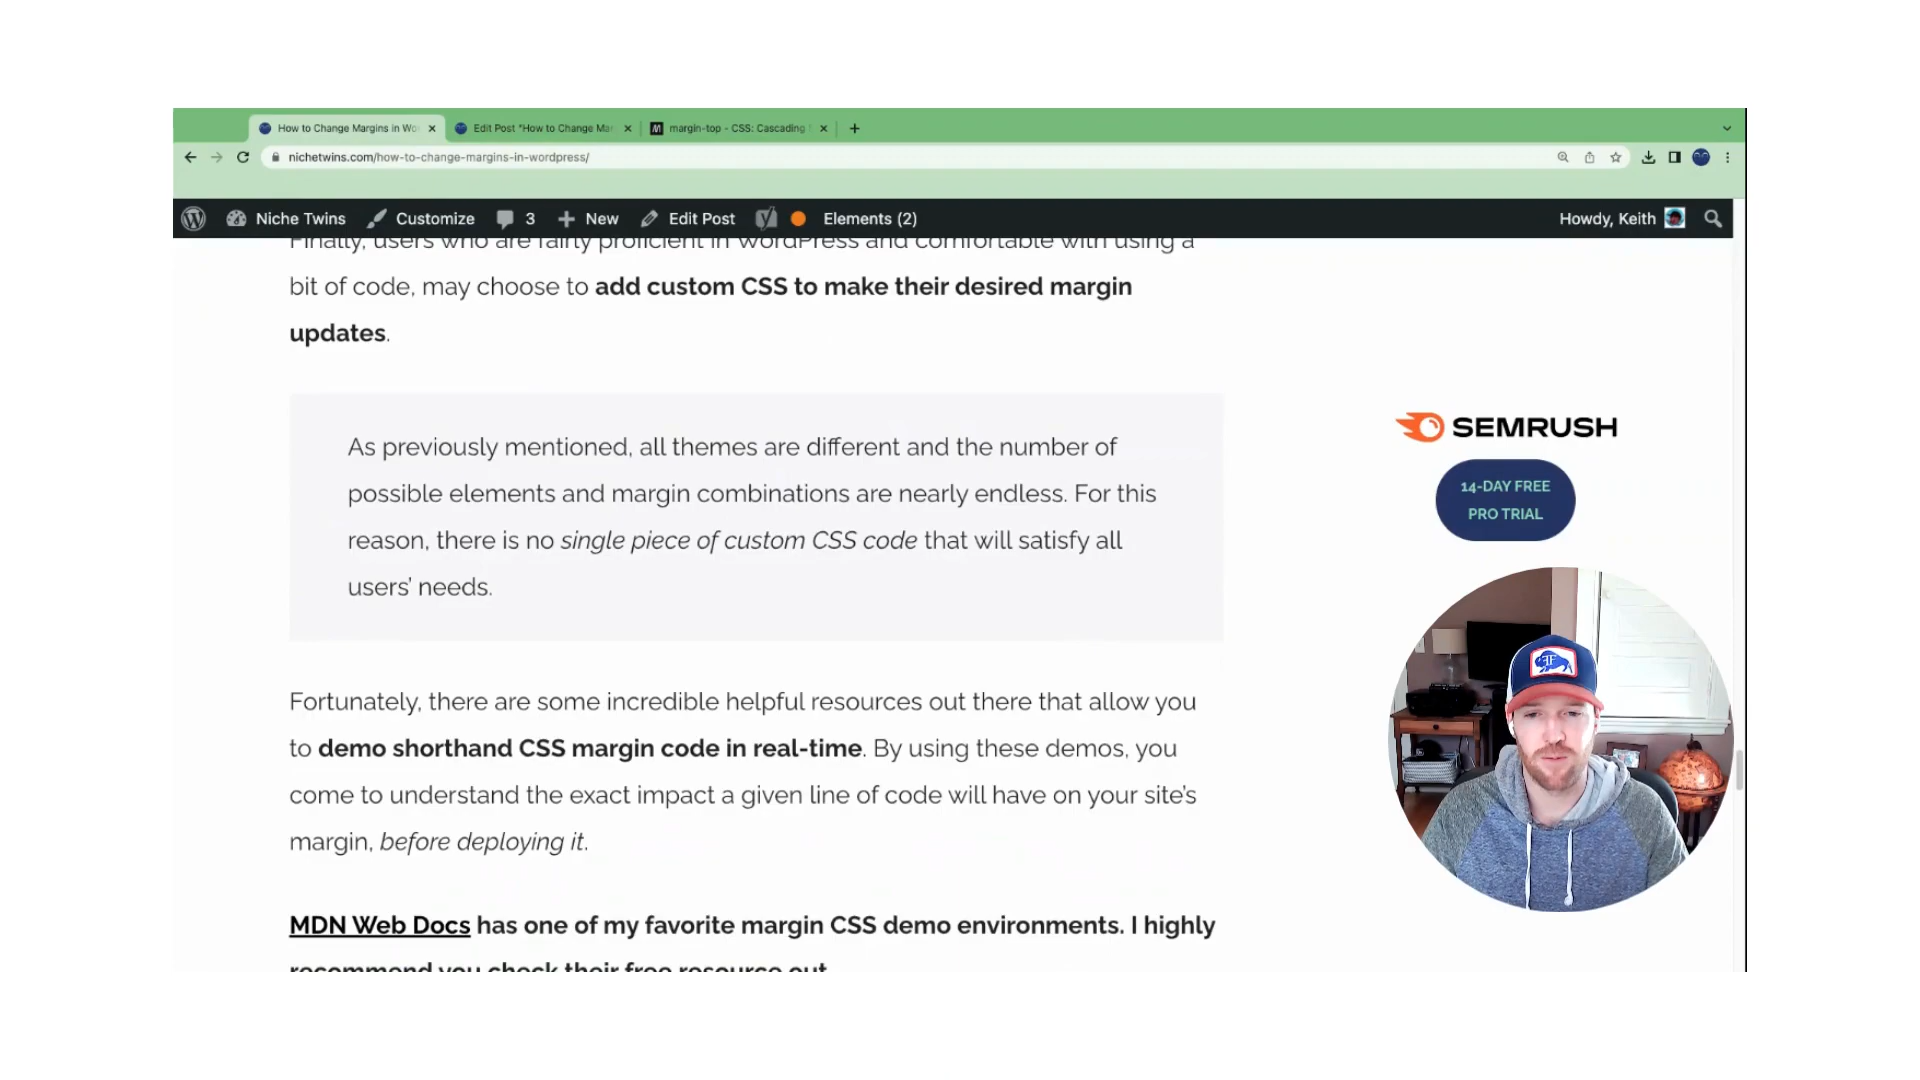 How to Change Margins in Wo
Edit Post "How to Change Mar
margin-top - CSS: Cascading
nichetwins.com/how-to-change-margins-in-wordpress/
Niche Twins Customize 3 New Edit Post Elements (2) Howdy, Keith
Finally, users who are fairly proficient in WordPress and comfortable with using a
bit of code, may choose to add custom CSS to make their desired margin
updates.
As previously mentioned, all themes are different and the number of
possible elements and margin combinations are nearly endless. For this
reason, there is no single piece of custom CSS code that will satisfy all
users' needs.
SEMRUSH
14-DAY FREE
PRO TRIAL
Fortunately, there are some incredible helpful resources out there that allow you
to demo shorthand CSS margin code in real-time. By using these demos, you
come to understand the exact impact a given line of code will have on your site's
margin, before deploying it.
MDN Web Docs has one of my favorite margin CSS demo environments. I highly
recommend you check their free resource out